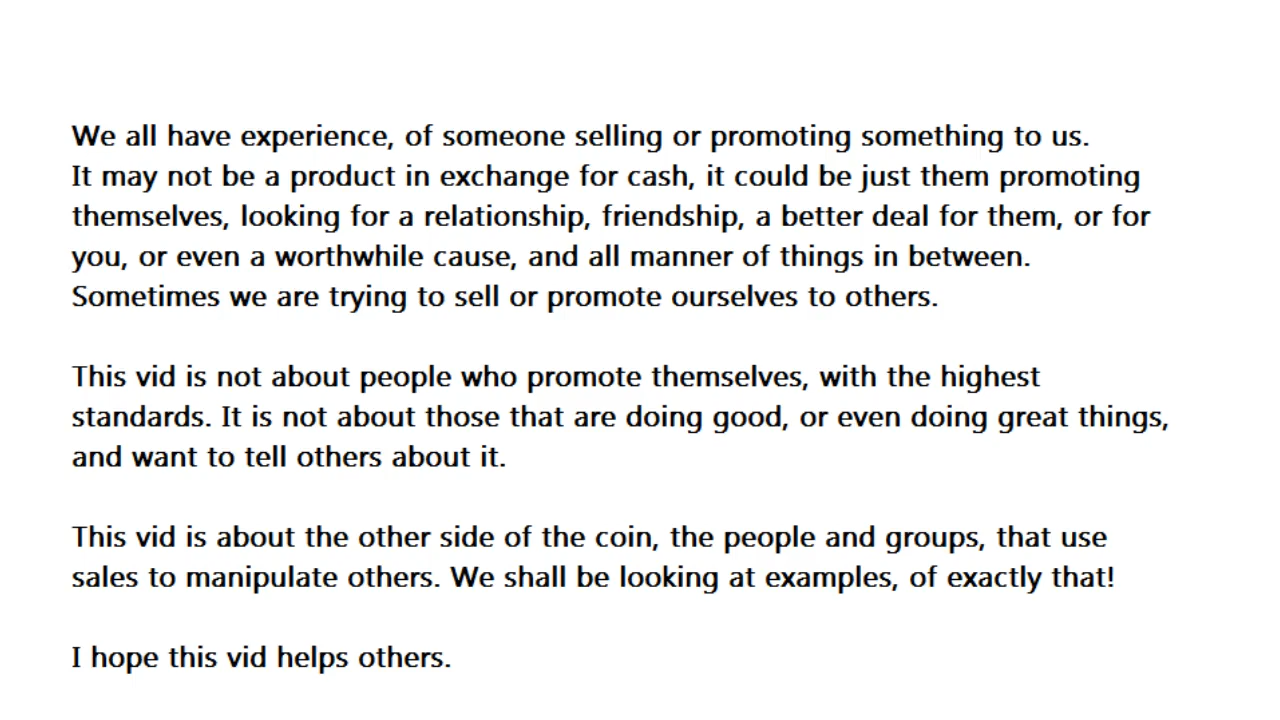 We all have experience, of someone selling or promoting something to us.
It may not be a product in exchange for cash, it could be just them promoting
themselves, looking for a relationship, friendship, a better deal for them, or for
you, or even a worthwhile cause, and all manner of things in between.
Sometimes we are trying to sell or promote ourselves to others.
This vid is not about people who promote themselves, with the highest
standards. It is not about those that are doing good, or even doing great things,
and want to tell others about it.
This vid is about the other side of the coin, the people and groups, that use
sales to manipulate others. We shall be looking at examples, of exactly that!
I hope this vid helps others.